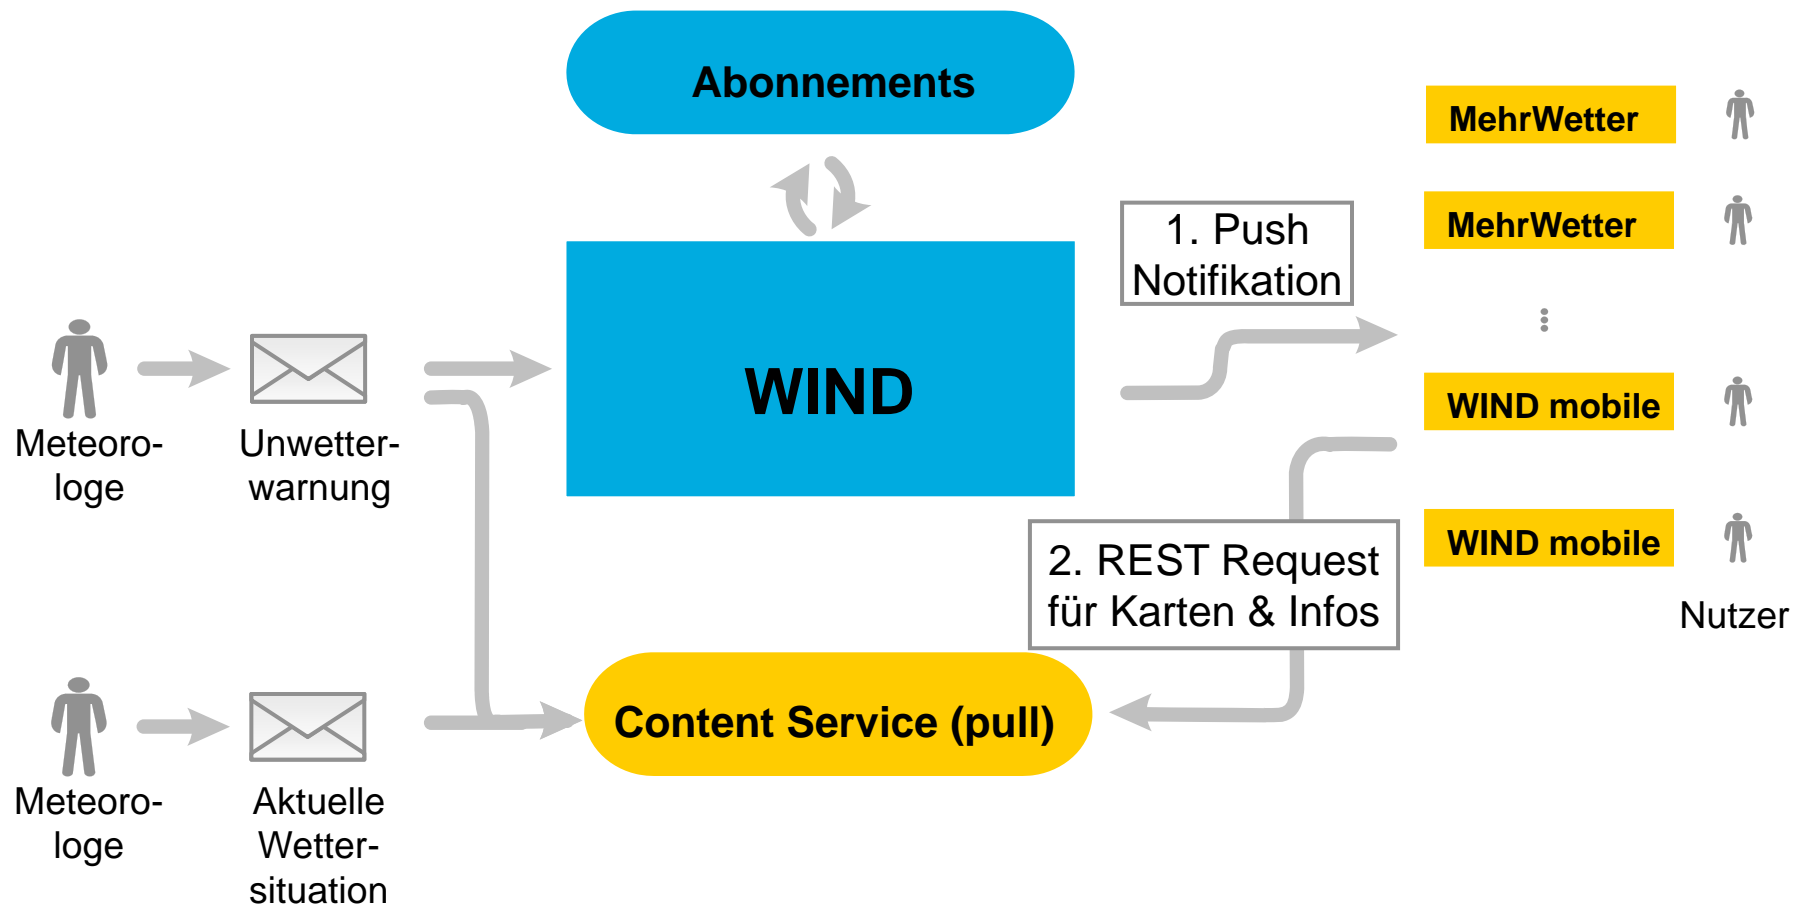 Abonnements
MehrWetter
MehrWetter
1. Push
Notifikation
WIND
WIND mobile
Meteoro-
loge
Unwetter-
warnung
WIND mobile
2. REST Request
für Karten & Infos
Nutzer
Content Service (pull)
Meteoro-
loge
Aktuelle
Wetter-
situation